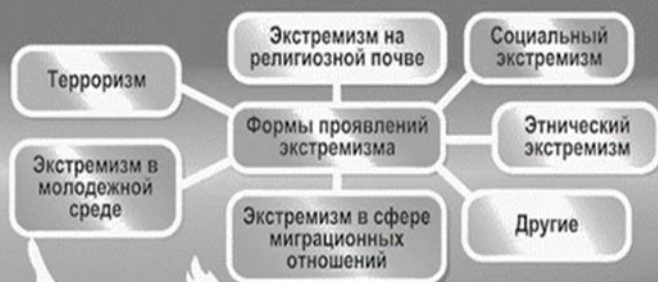 Экстремизм на
религиозной почве
Социальный
экстремизм
Терроризм
Формы проявлений
экстремизма
Этнический
экстремизм
Экстремизм в
молодежной
среде
Экстремизм в сфере
миграционных
отношений
Другие